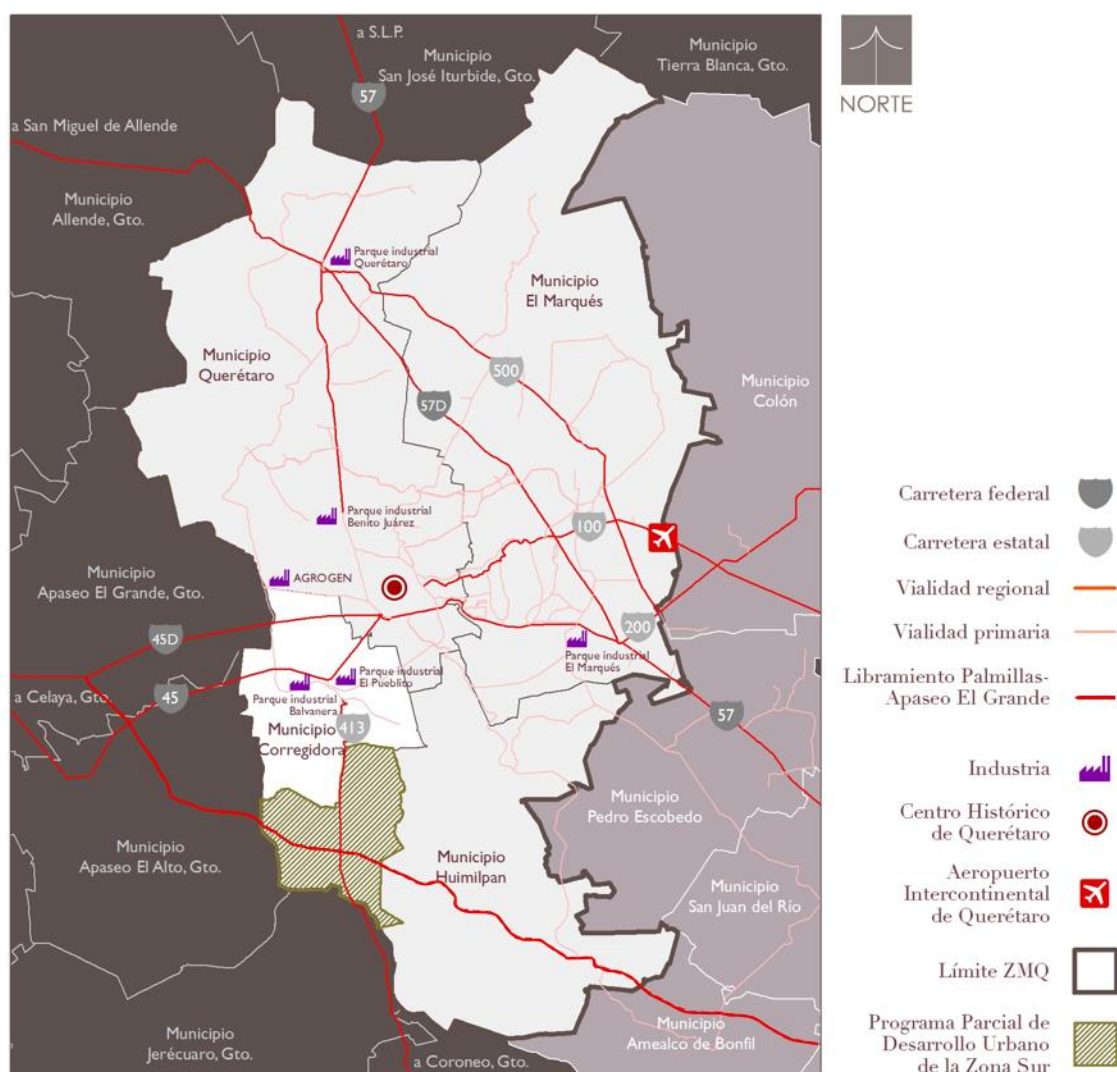 a S.L.P.
Municipio
San José Iturbide, Gto.
Municipio
Tierra Blanca, Gto.
NORTE
57
a San Miguel de Allende
Municipio
Allende, Gto.
Parque industrial
Querétaro
Municipio
El Marqués
Municipio
Querétaro
500
57D
Municipio
Colón
Parque industrial
Benito Juárez
100
AGROGEN
Municipio
Apaseo El Grande, Gto.
45D
200
Parque industrial
El Marqués
Parque industrial
El Pueblito
Parque industrial
Balvanera
45
a Celaya, Gto.
413
57
Municipio
Corregidora
Municipio
Pedro Escobedo
Municipio
Apaseo El Alto, Gto.
Municipio
Huimilpan
Municipio
San Juan del Río
Municipio
Amealco de Bonfil
Municipio
Jerécuaro, Gto.
a Coroneo, Gto.
Carretera federal
Carretera estatal
Vialidad regional
Vialidad primaria
Libramiento Palmillas-
Apaseo El Grande
Industria
Centro Histórico
de Querétaro
Aeropuerto
Intercontinental
de Querétaro
Límite ZMQ
Programa Parcial de
Desarrollo Urbano
de la Zona Sur